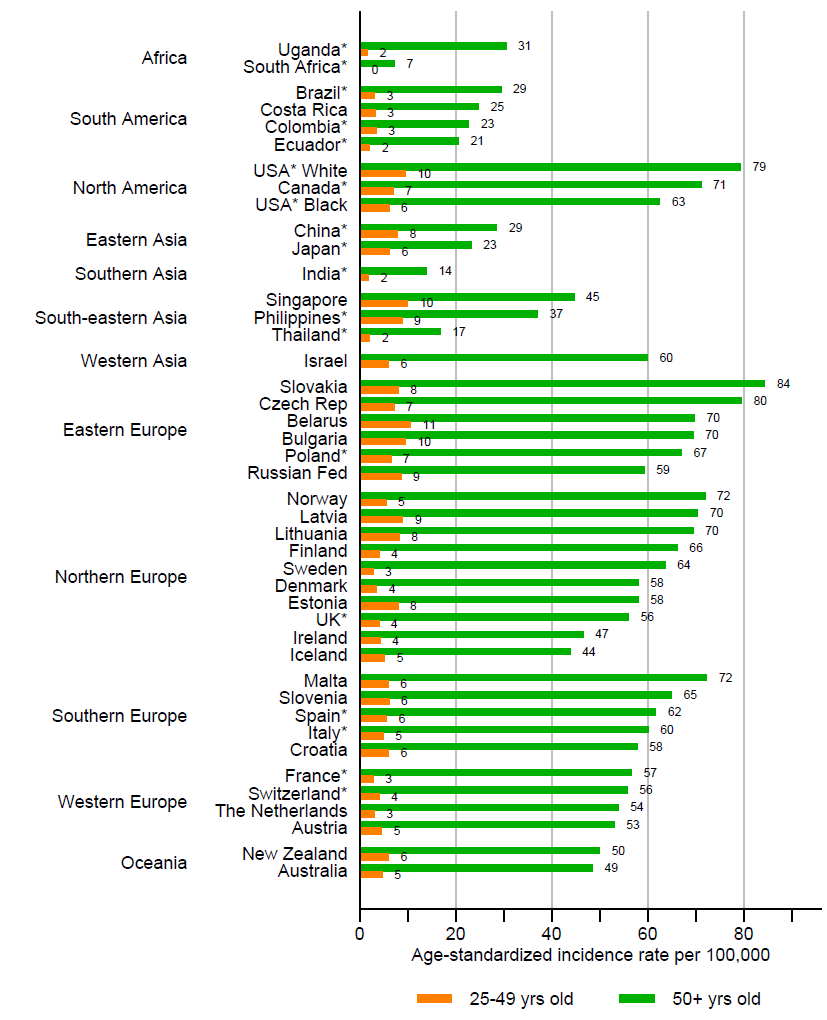 Africa
Uganda* 31
2
South Africa* 7
0
South America
Brazil* 29
3
Costa Rica 25
3
Colombia* 23
3
Ecuador* 21
2
North America
USA* White 79
10
Canada* 71
7
USA* Black 63
6
Eastern Asia
China* 29
8
Japan* 23
6
Southern Asia
India* 14
2
South-eastern Asia
Singapore 45
10
Philippines* 37
9
Thailand* 17
2
Western Asia
Israel 60
6
Eastern Europe
Slovakia 84
8
Czech Rep 80
7
Belarus 70
11
Bulgaria 70
10
Poland* 67
7
Russian Fed 59
9
Northern Europe
Norway 72
5
Latvia 70
9
Lithuania 70
8
Finland 66
4
Sweden 64
3
Denmark 58
4
Estonia 58
8
UK* 56
4
Ireland 47
4
Iceland 44
5
Southern Europe
Malta 72
6
Slovenia 65
6
Spain* 62
6
Italy* 60
5
Croatia 58
6
Western Europe
France* 57
3
Switzerland* 56
4
The Netherlands 54
3
Austria 53
5
Oceania
New Zealand 50
6
Australia 49
5
0 20 40 60 80
Age-standardized incidence rate per 100,000
25-49 yrs old 50+ yrs old